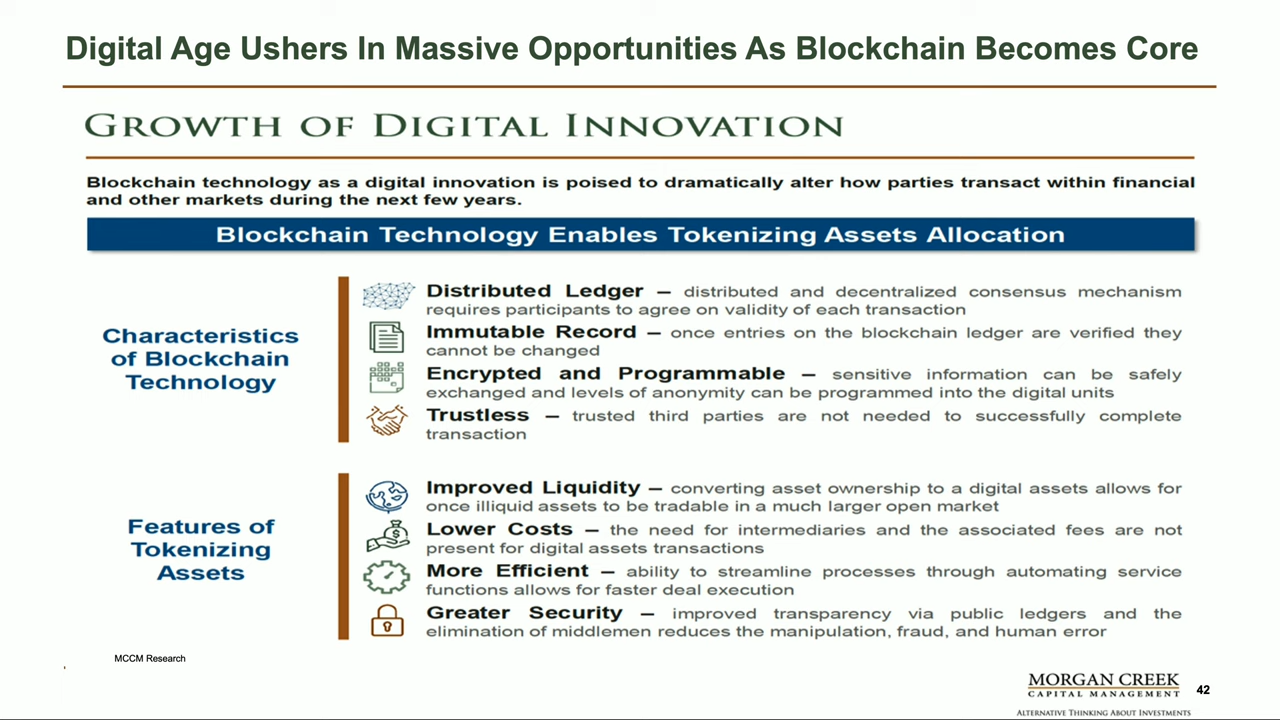 Digital Age Ushers In Massive Opportunities As Blockchain Becomes Core
GROWTH OF DIGITAL INNOVATION
Blockchain technology as a digital innovation is poised to dramatically alter how parties transact within financial
and other markets during the next few years.
Blockchain Technology Enables Tokenizing Assets Allocation
Characteristics
of Blockchain
Technology
Distributed Ledger – distributed and decentralized consensus mechanism
requires participants to agree on validity of each transaction
Immutable Record – once entries on the blockchain ledger are verified they
cannot be changed
Encrypted and Programmable – sensitive information can be safely
exchanged and levels of anonymity can be programmed into the digital units
Trustless – trusted third parties are not needed to successfully complete
transaction
Features of
Tokenizing
Assets
Improved Liquidity – converting asset ownership to a digital assets allows for
once illiquid assets to be tradable in a much larger open market
Lower Costs – the need for intermediaries and the associated fees are not
present for digital assets transactions
More Efficient – ability to streamline processes through automating service
functions allows for faster deal execution
Greater Security – improved transparency via public ledgers and the
elimination of middlemen reduces the manipulation, fraud, and human error
MCCM Research
,
MORGAN CREEK
CAPITAL MANAGEMENT
42
ALTERNATIVE THINKING ABOUT INVESTMENTS